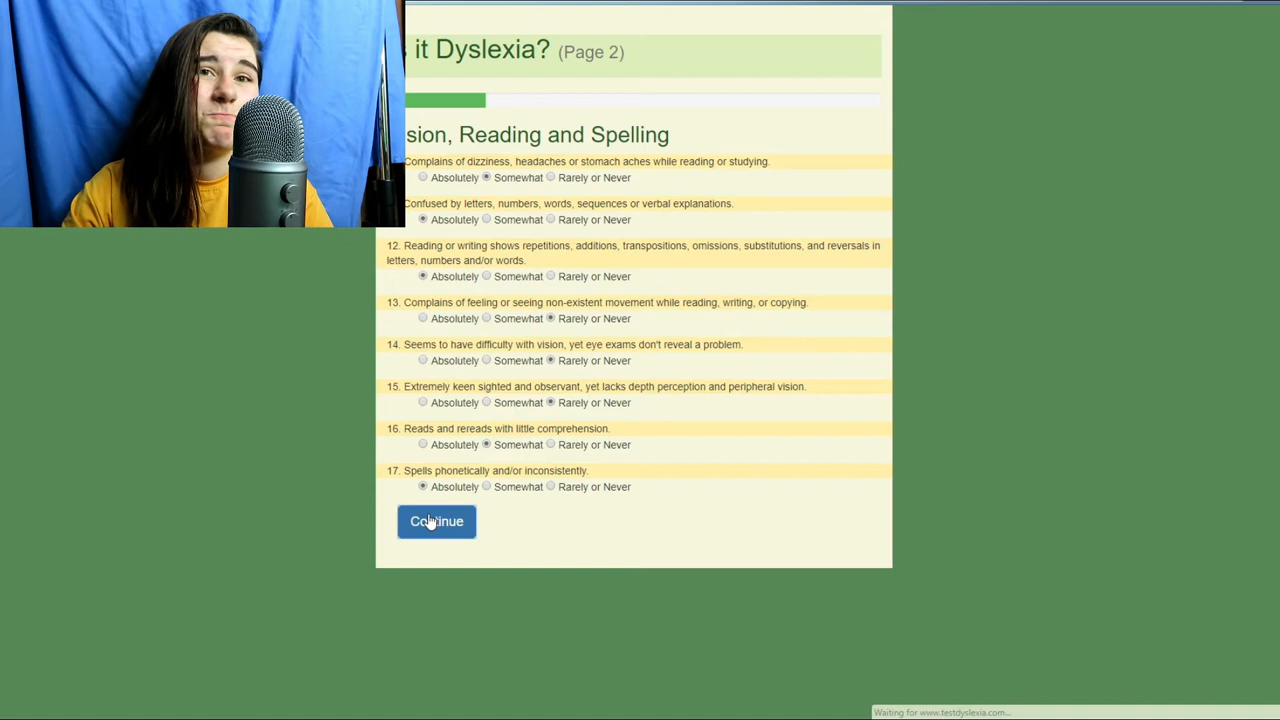 it Dyslexia? (Page 2)
sion, Reading and Spelling
Complains of dizziness, headaches or stomach aches while reading or studying.
Absolutely Somewhat Rarely or Never
Confused by letters, numbers, words, sequences or verbal explanations.
Absolutely Somewhat Rarely or Never
12. Reading or writing shows repetitions, additions, transpositions, omissions, substitutions, and reversals in
letters, numbers and/or words.
Absolutely Somewhat Rarely or Never
13. Complains of feeling or seeing non-existent movement while reading, writing, or copying.
Absolutely Somewhat Rarely or Never
14. Seems to have difficulty with vision, yet eye exams don't reveal a problem.
Absolutely Somewhat Rarely or Never
15. Extremely keen sighted and observant, yet lacks depth perception and peripheral vision.
Absolutely Somewhat Rarely or Never
16. Reads and rereads with little comprehension.
Absolutely Somewhat Rarely or Never
17. Spells phonetically and/or inconsistently.
Absolutely Somewhat Rarely or Never
Continue
Waiting for www.testdyslexia.com...